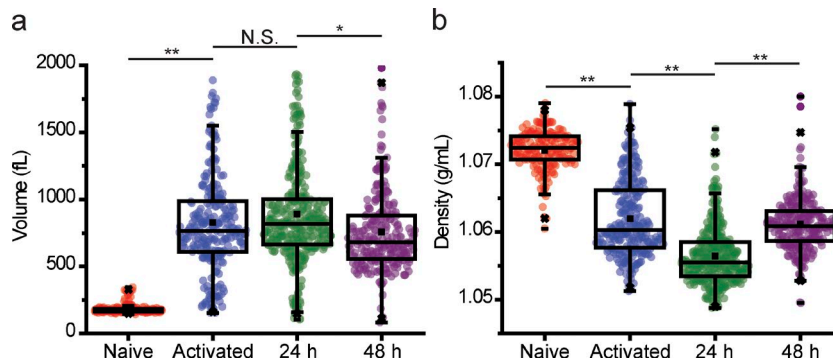 a
N.S.
**
*
2000
1500
1000
500
0
Volume (fL)
Naive Activated 24 h 48 h
b
**
**
**
1.08
1.07
1.06
1.05
Density (g/mL)
Naive Activated 24 h 48 h